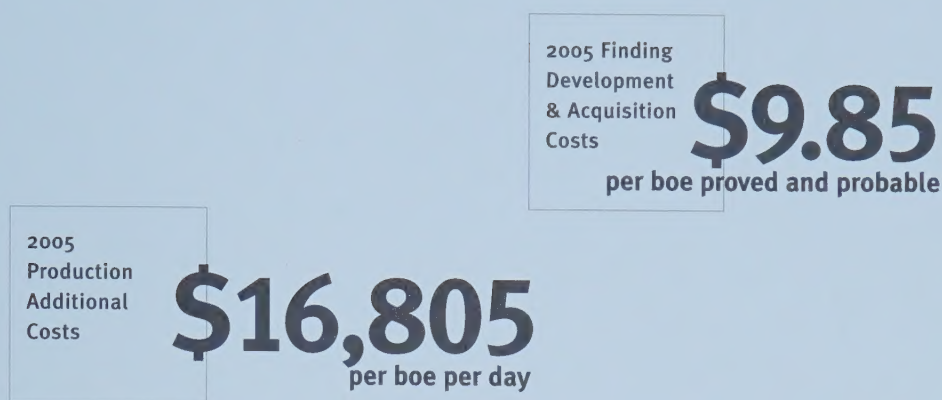 2005 Finding
Development
& Acquisition
Costs
$9.85
per boe proved and probable
2005
Production
Additional
Costs
$16,805
per boe per day